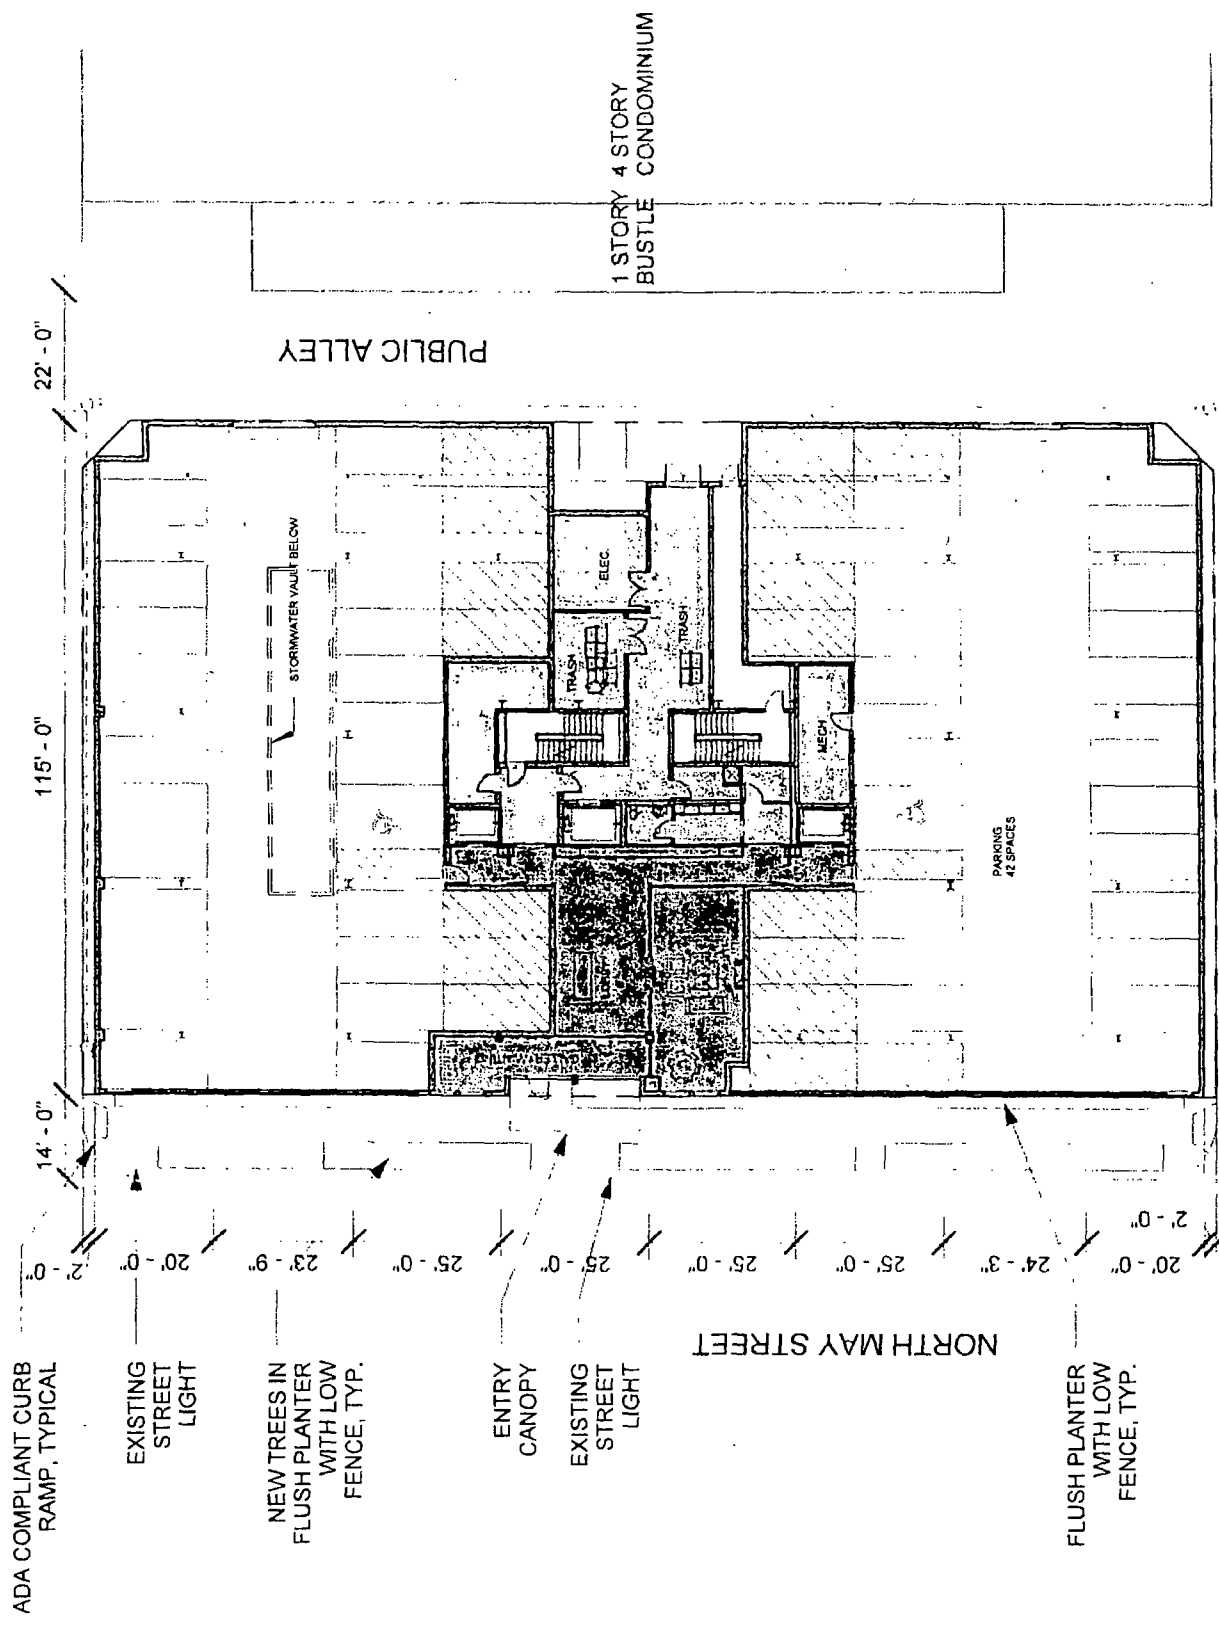 1 STORY 4 STORY
BUSTLE CONDOMINIUM
PUBLIC ALLEY
22' - 0"
115' - 0"
14' - 0"
STORMWATER VAULT BELOW
ELEC.
TRASH
TRASH
MECH
PARKING
42 SPACES
2' - 0"
20' - 0"
23' - 9"
25' - 0"
25' - 0"
25' - 0"
25' - 0"
24' - 3"
20' - 0"
2' - 0"
NORTH MAY STREET
ADA COMPLIANT CURB
RAMP, TYPICAL
EXISTING
STREET
LIGHT
NEW TREES IN
FLUSH PLANTER
WITH LOW
FENCE, TYP.
ENTRY
CANOPY
EXISTING
STREET
LIGHT
FLUSH PLANTER
WITH LOW
FENCE, TYP.